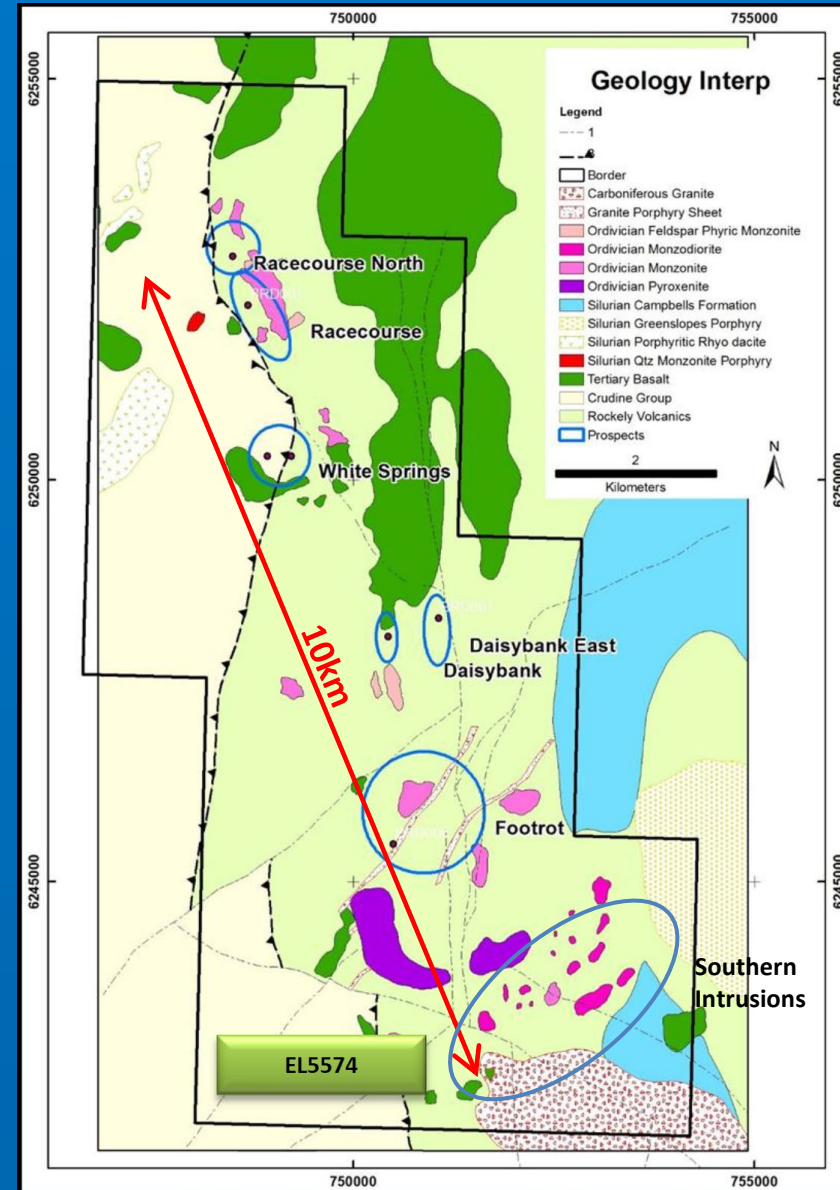 750000
755000
6255000
6255000
Geology Interp
Legend
1
Border
Carboniferous Granite
Granite Porphyry Sheet
Ordivician Feldspar Phyric Monzonite
Ordivician Monzodiorite
Ordivician Monzonite
Ordivician Pyroxenite
Silurian Campbells Formation
Silurian Greenslopes Porphyry
Silurian Porphyritic Rhyo dacite
Silurian Qtz Monzonite Porphyry
Tertiary Basalt
Crudine Group
Rockely Volcanics
Prospects
2
Kilometers
N
Racecourse North
Racecourse
6250000
6250000
White Springs
10km
Daisybank East
Daisybank
Footrot
6245000
6245000
Southern
Intrusions
EL5574
750000
755000